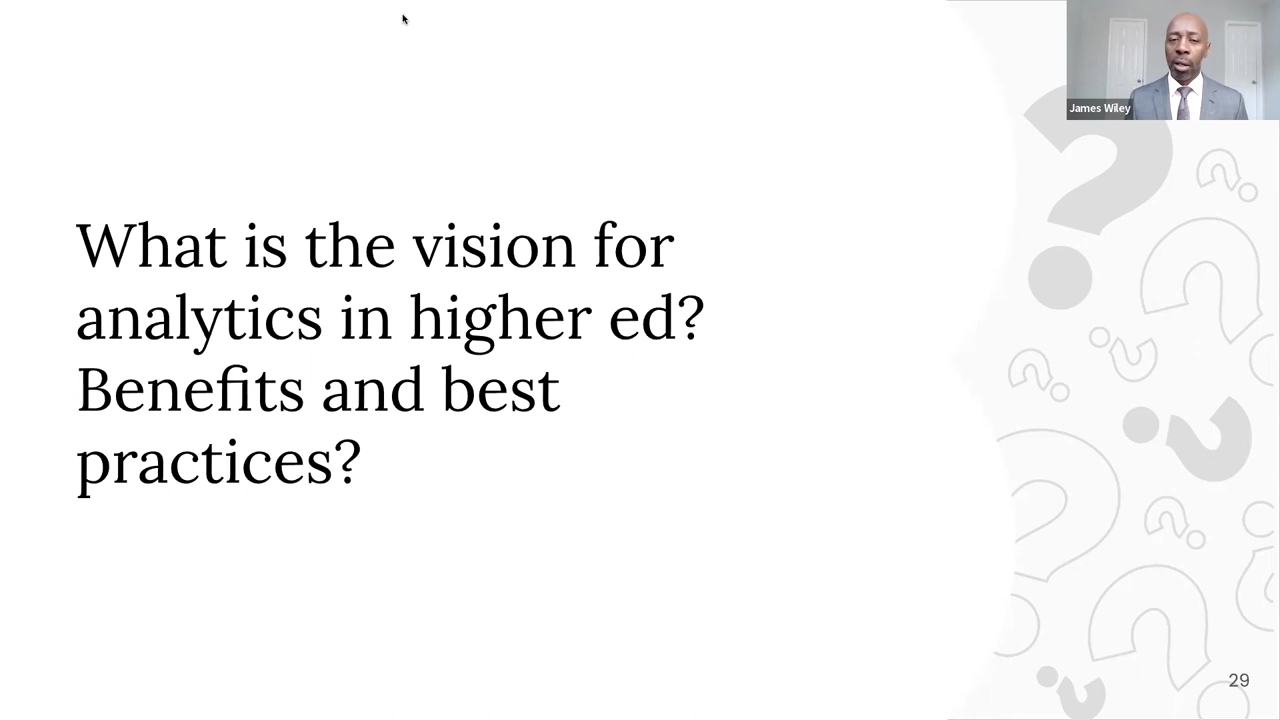 James Wiley
What is the vision for
analytics in higher ed?
Benefits and best
practices?
29